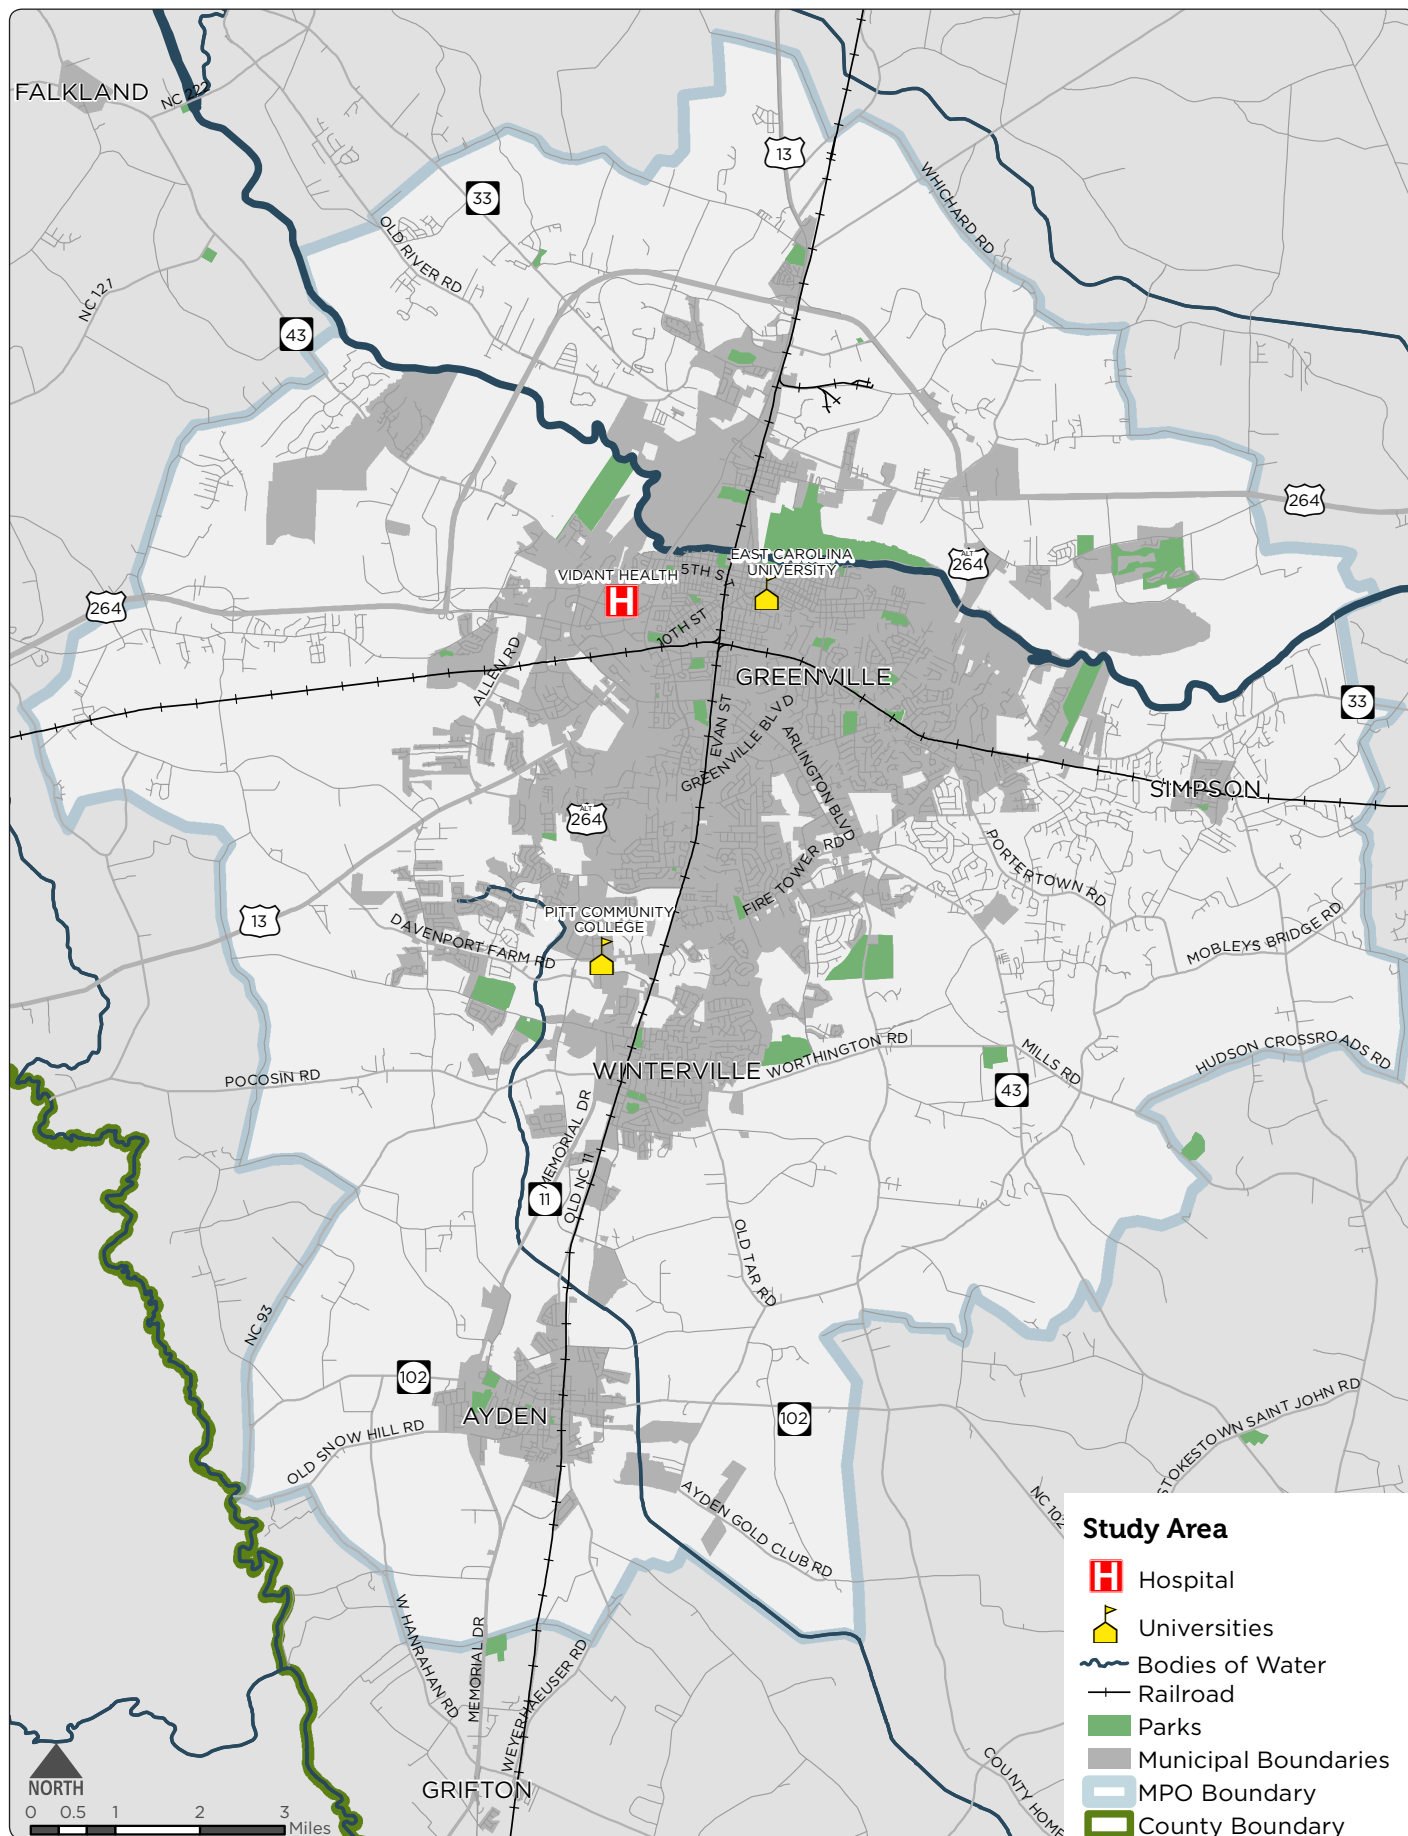 FALKLAND
NC 222
13
WHICHARD RD
33
OLD RIVER RD
NC 121
43
264
ALT
264
EAST CAROLINA
UNIVERSITY
VIDANT HEALTH
5TH ST
H
264
10TH ST
ALLEN RD
GREENVILLE
33
EVAN ST
GREENVILLE BLVD
ARLINGTON BLVD
SIMPSON
ALT
264
PORTERTOWN RD
FIRE TOWER RD
13
PITT COMMUNITY
COLLEGE
DAVENPORT FARM RD
MOBLEYS BRIDGE RD
WORTHINGTON RD
MILLS RD
HUDSON CROSSROADS RD
WINTERVILLE
POCOSIN RD
43
MEMORIAL DR
OLD NC 11
11
OLD TAR RD
NC 93
102
AYDEN
102
OLD SNOW HILL RD
STOKESTOWN SAINT JOHN RD
AYDEN GOLD CLUB RD
NC 102
W HANRAHAN RD
MEMORIAL DR
WEYERHAEUSER RD
GRIFTON
COUNTY HOME
NORTH
0 0.5 1 2 3
Miles
Study Area
H Hospital
Universities
Bodies of Water
Railroad
Parks
Municipal Boundaries
MPO Boundary
County Boundary